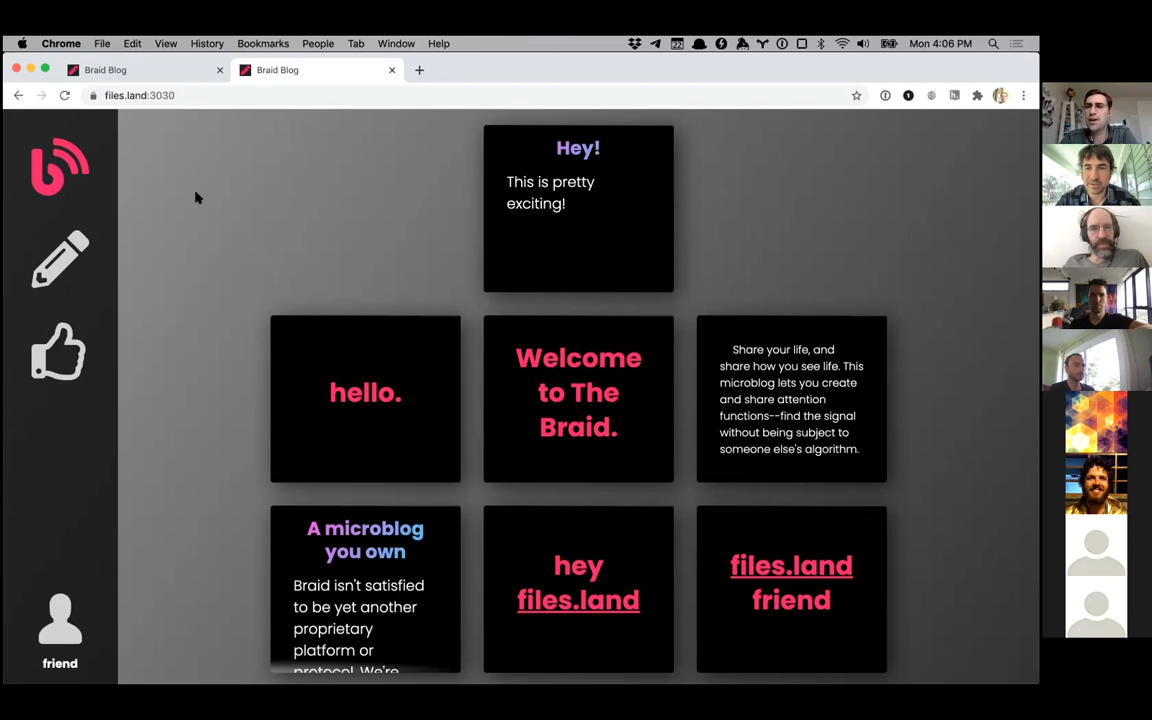 Chrome File Edit View History Bookmarks People Tab Window Help
22
Mon 4:06 PM
Braid Blog
Braid Blog
files.land:3030
Hey!
This is pretty
exciting!
hello.
Welcome
to The
Braid.
Share your life, and
share how you see life. This
microblog lets you create
and share attention
functions--find the signal
without being subject to
someone else's algorithm.
A microblog
you own
Braid isn't satisfied
to be yet another
proprietary
platform or
protocol. We're
hey
files.land
files.land
friend
friend